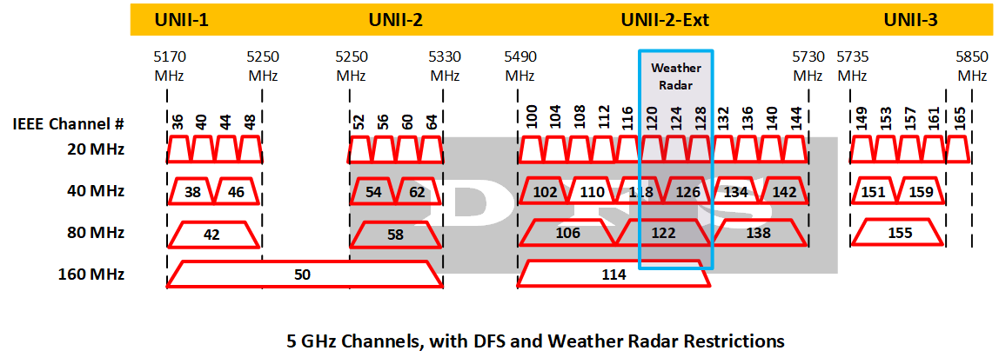 UNII-1 UNII-2 UNII-2-Ext UNII-3
5170 MHz 5250 MHz 5250 MHz 5330 MHz 5490 MHz Weather Radar 5730 MHz 5735 MHz 5850 MHz
IEEE Channel # 36 40 44 48 52 56 60 64 100 104 108 112 116 120 124 128 132 136 140 144 149 153 157 161 165
20 MHz
40 MHz 38 46 54 62 102 110 118 126 134 142 151 159
DFS
80 MHz 42 58 106 122 138 155
160 MHz 50 114
5 GHz Channels, with DFS and Weather Radar Restrictions